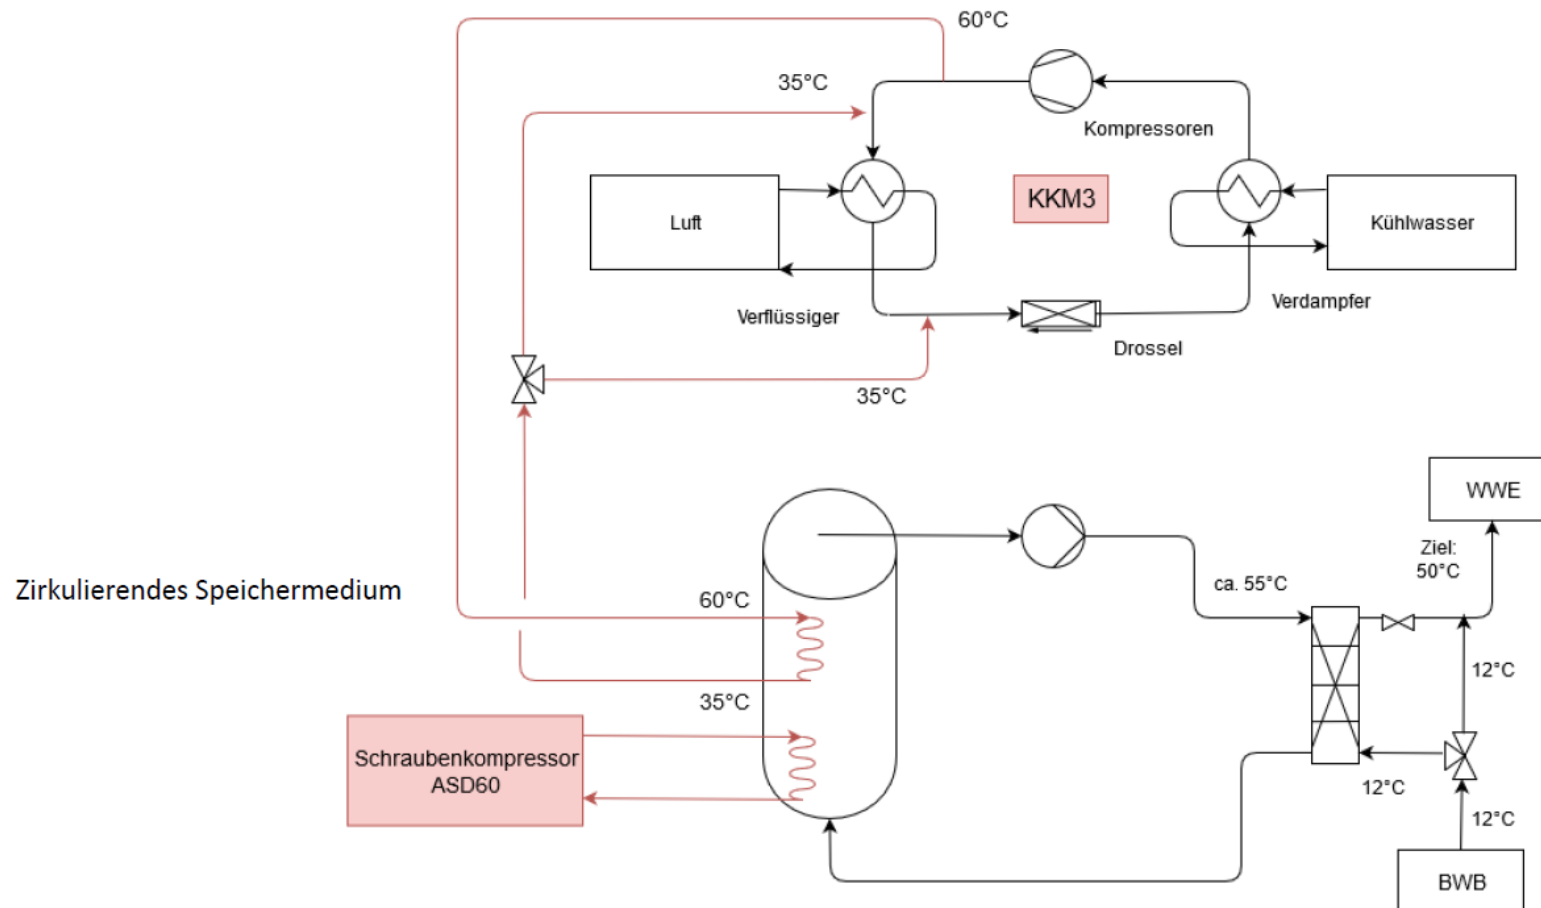 60°C
35°C
Kompressoren
KKM3
Luft
Kühlwasser
Verflüssiger
Verdampfer
Drossel
35°C
WWE
Ziel:
50°C
ca. 55°C
Zirkulierendes Speichermedium
60°C
12°C
35°C
Schraubenkompressor
ASD60
12°C
12°C
BWB